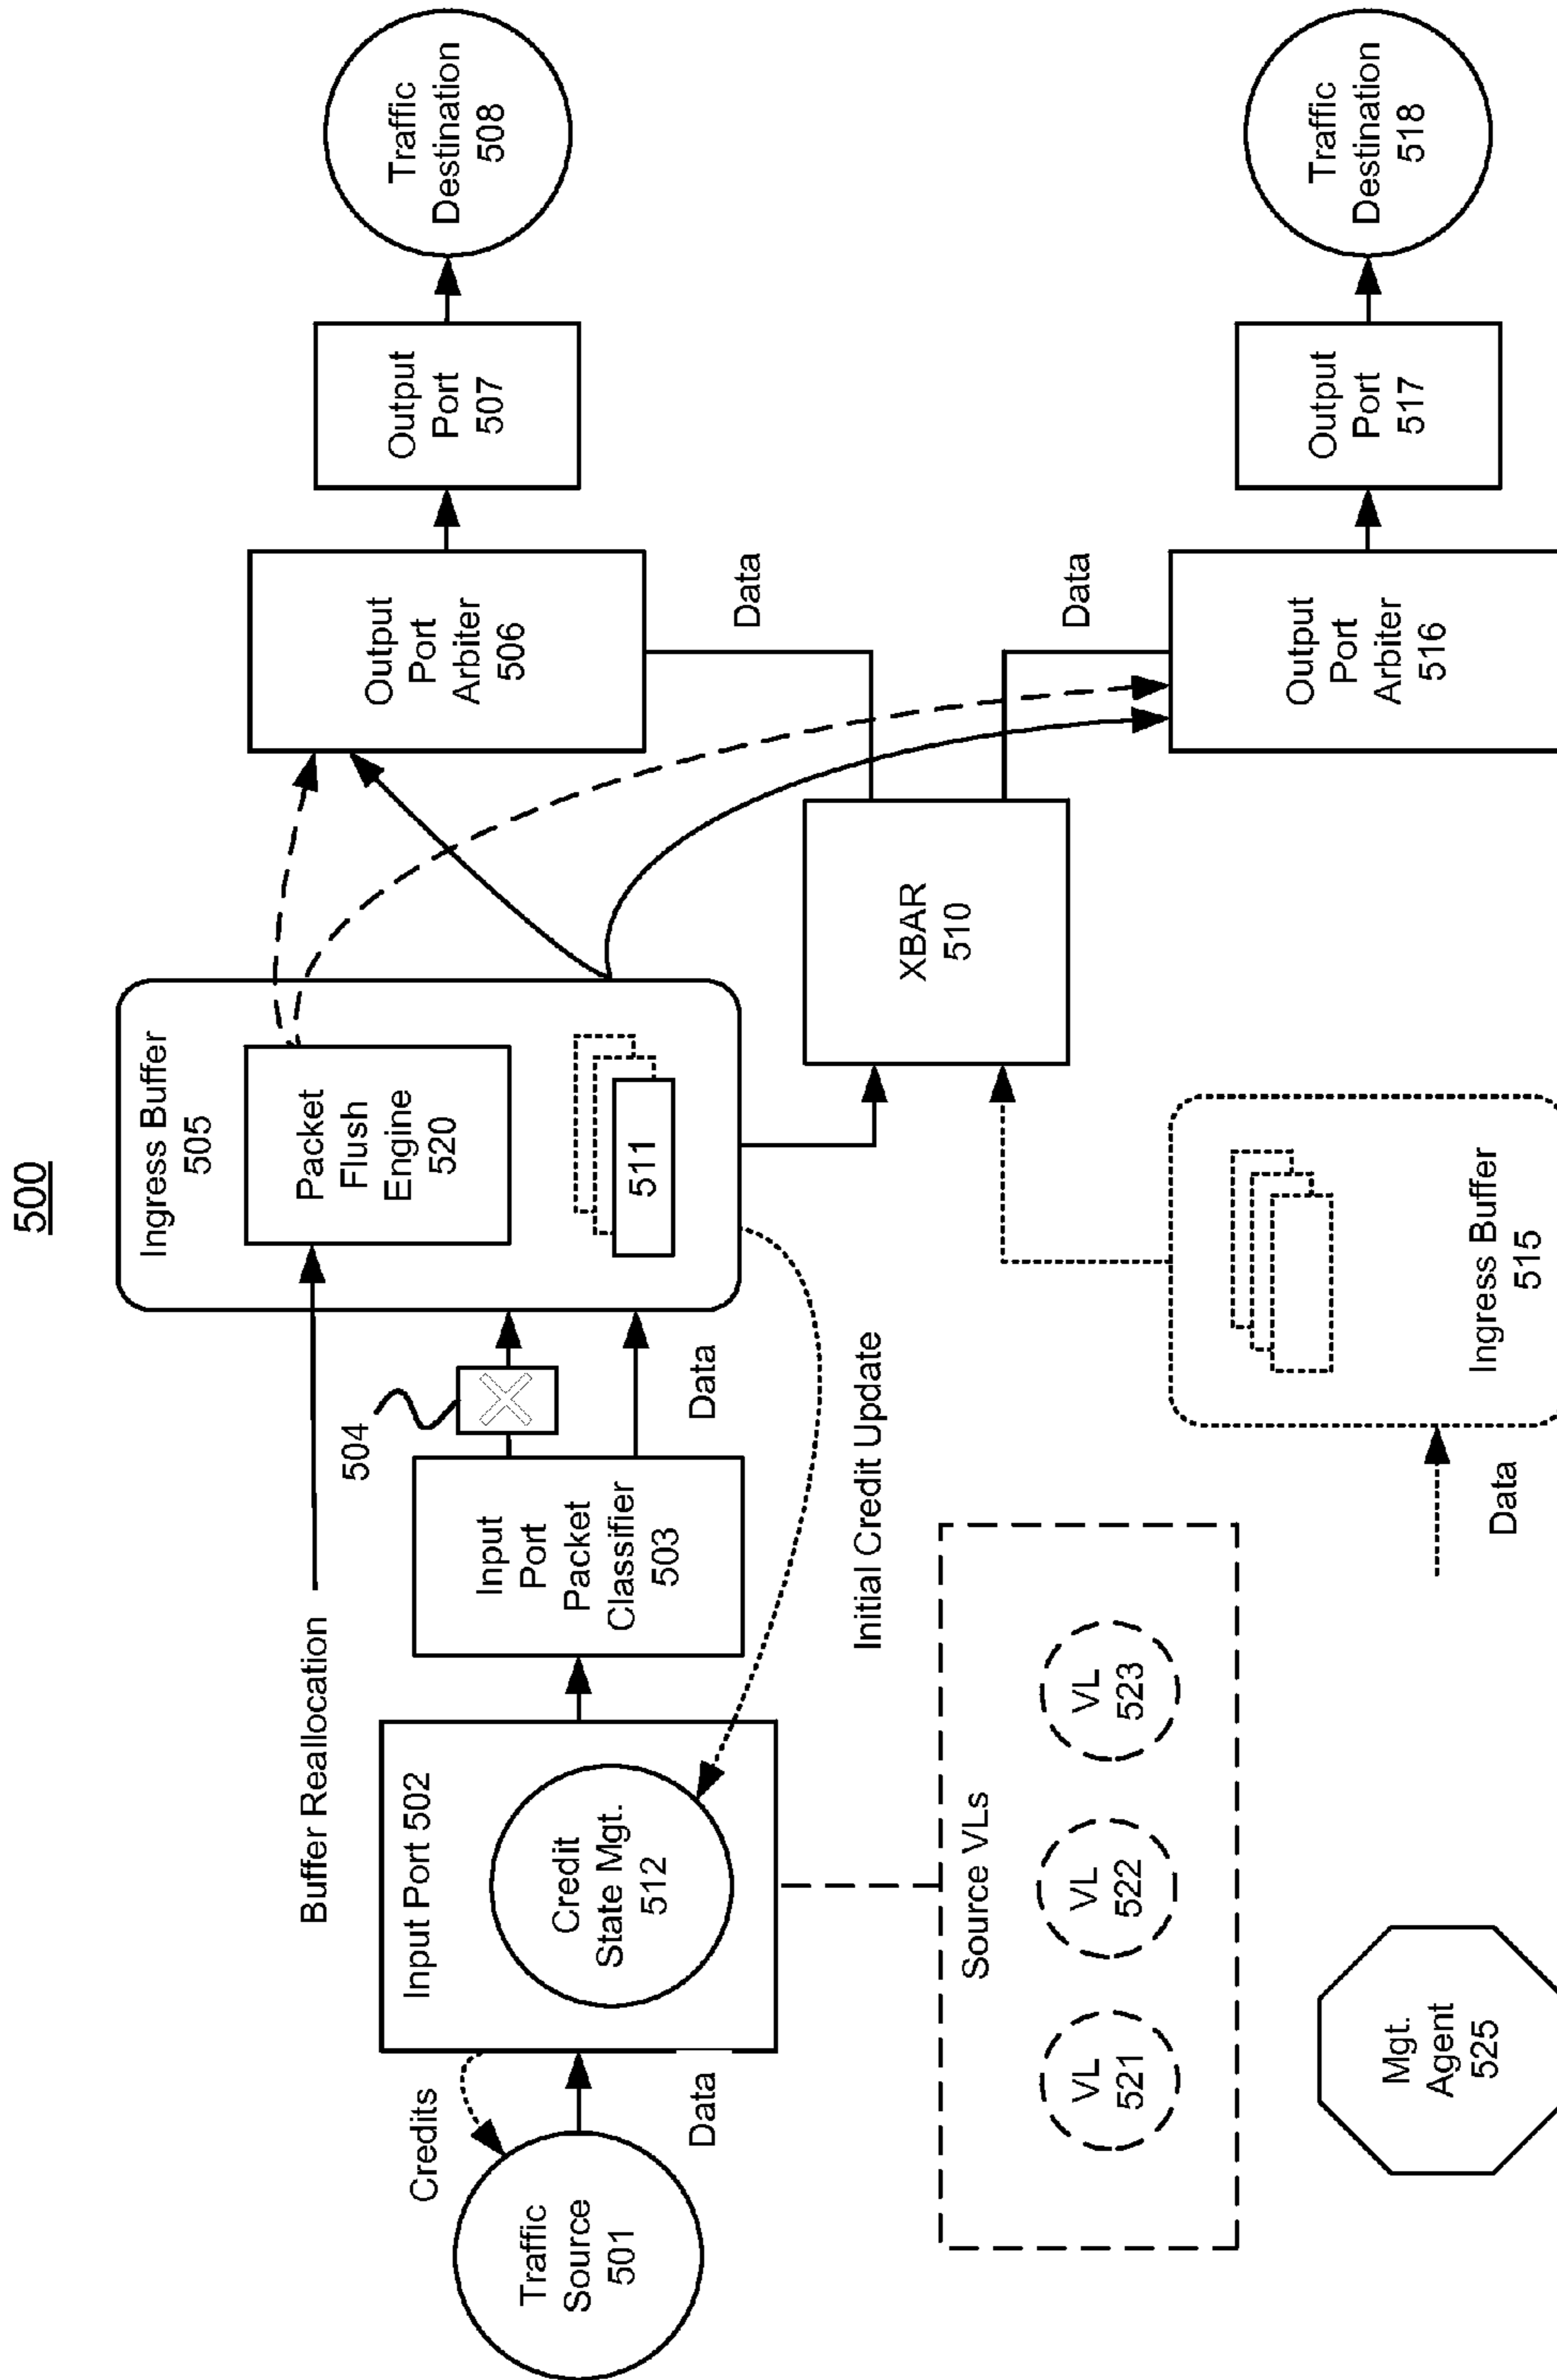 500
Buffer Reallocation
Ingress Buffer
505
Packet
Flush
Engine
520
511
Output
Port
Arbiter
506
Output
Port
507
Traffic
Destination
508
Credits
Traffic
Source
501
Data
Input Port 502
Credit
State Mgt.
512
Input
Port
Packet
Classifier
503
504
Data
Initial Credit Update
XBAR
510
Data
Data
Source VLs
VL
521
VL
522
VL
523
Mgt.
Agent
525
Data
Ingress Buffer
515
Output
Port
Arbiter
516
Output
Port
517
Traffic
Destination
518